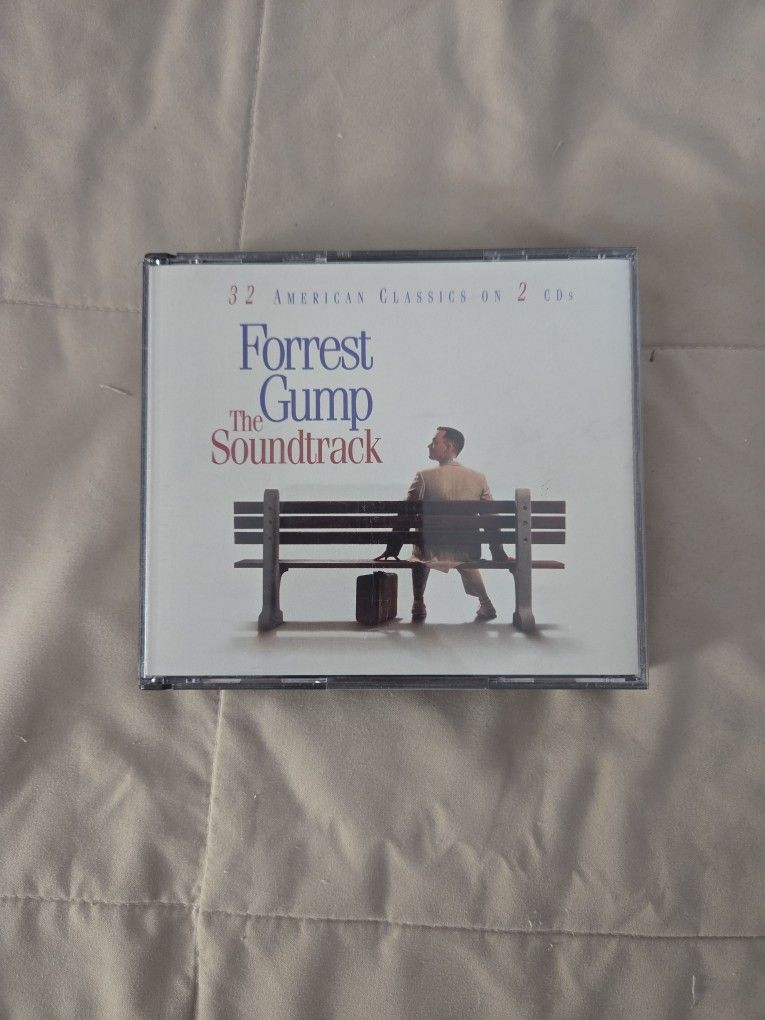 32 AMERICAN CLASSICS ON 2 CDs
Forrest
Gump
The
Soundtrack